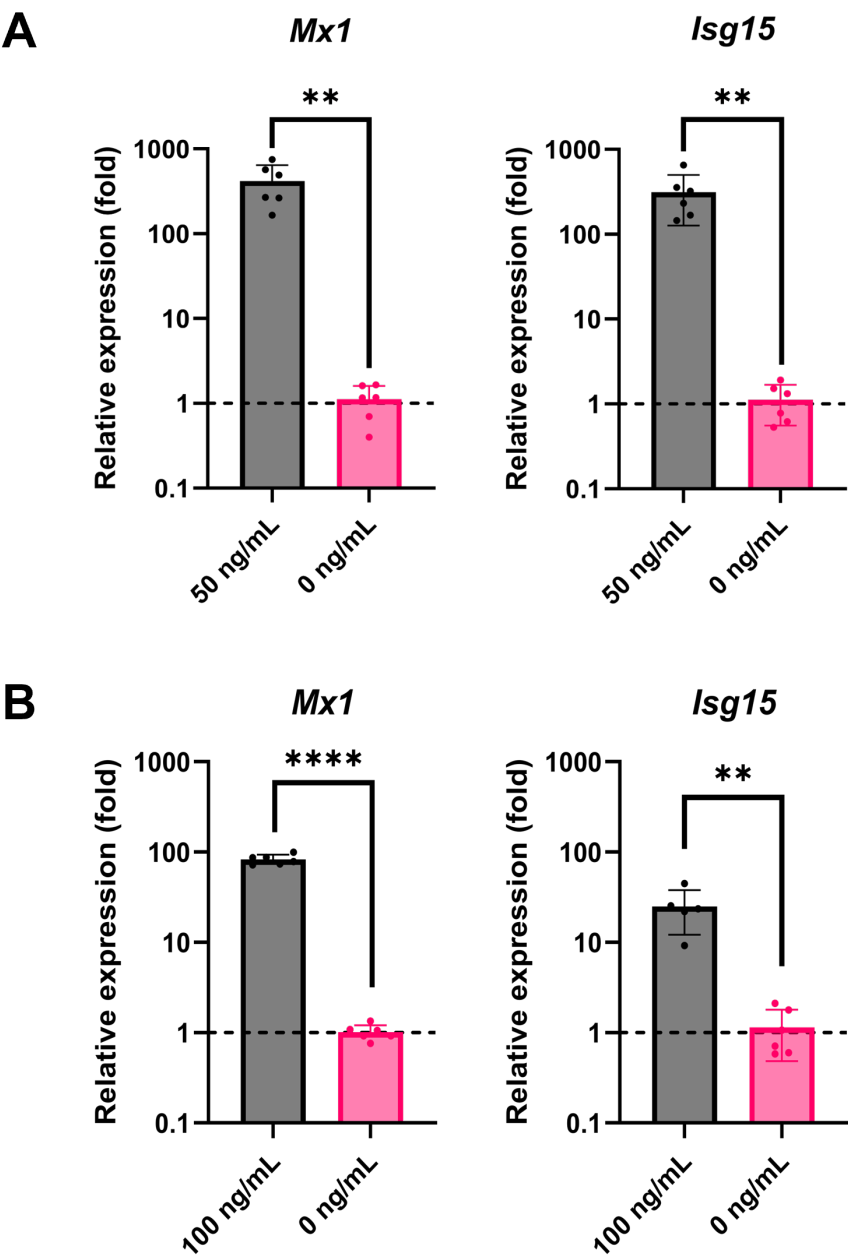 A
Mx1
Isg15
**
**
Relative expression (fold)
1000
100
10
1
0.1
50 ng/mL
0 ng/mL
Relative expression (fold)
1000
100
10
1
0.1
50 ng/mL
0 ng/mL
B
Mx1
Isg15
****
**
Relative expression (fold)
1000
100
10
1
0.1
100 ng/mL
0 ng/mL
Relative expression (fold)
1000
100
10
1
0.1
100 ng/mL
0 ng/mL